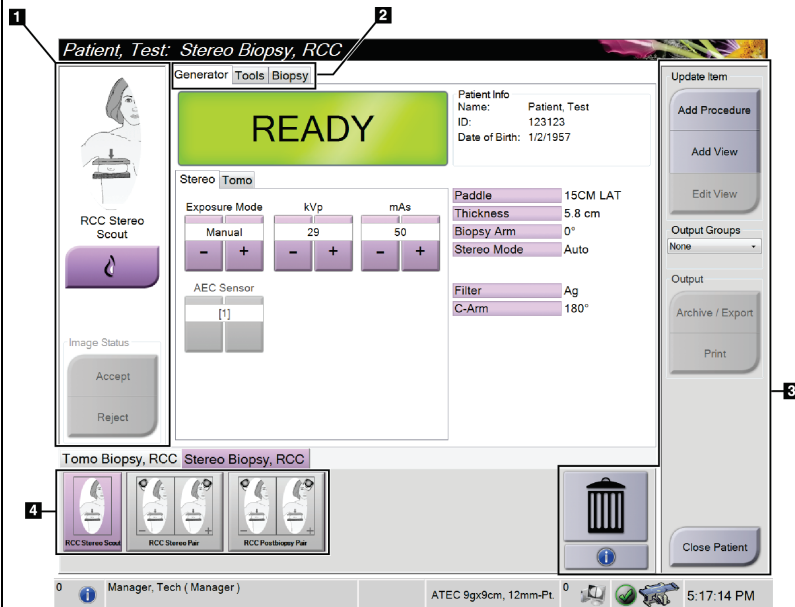 1
2
Patient, Test: Stereo Biopsy, RCC
Generator Tools Biopsy
READY
Patient Info
Name: Patient, Test
ID: 123123
Date of Birth: 1/2/1957
Update Item
Add Procedure
Add View
Edit View
Output Groups
None
Output
Archive / Export
Print
3
Close Patient
RCC Stereo
Scout
Image Status
Accept
Reject
Stereo Tomo
Exposure Mode kVp mAs
Manual 29 50
- + - + - +
AEC Sensor
[1]
Paddle 15CM LAT
Thickness 5.8 cm
Biopsy Arm 0°
Stereo Mode Auto
Filter Ag
C-Arm 180°
Tomo Biopsy, RCC Stereo Biopsy, RCC
4
- + - +
RCC Stereo Scout RCC Stereo Pair RCC Postbiopsy Pair
i
0 i Manager, Tech ( Manager ) ATEC 9gx9cm, 12mm-Pt. 0 5:17:14 PM